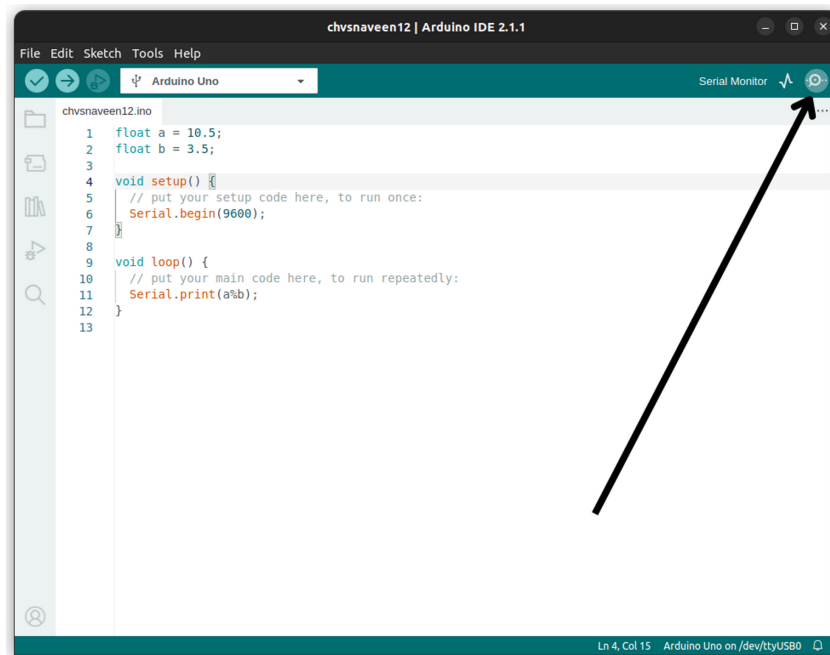 chvsnaveen12 | Arduino IDE 2.1.1
File Edit Sketch Tools Help
Arduino Uno
Serial Monitor
chvsnaveen12.ino
...
1 float a = 10.5;
2 float b = 3.5;
3
4 void setup() {
5 // put your setup code here, to run once:
6 Serial.begin(9600);
7 }
8
9 void loop() {
10 // put your main code here, to run repeatedly:
11 Serial.print(a%b);
12 }
13
Ln 4, Col 15 Arduino Uno on /dev/ttyUSB0